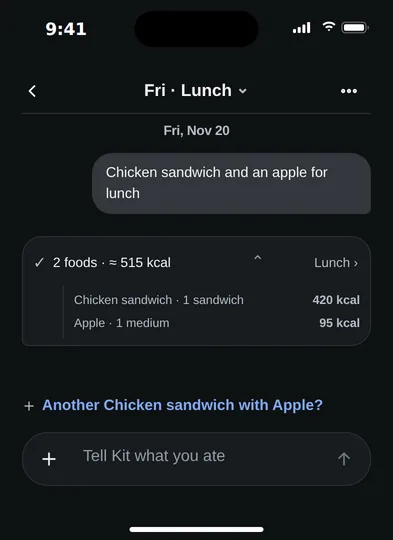 9:41
Fri · Lunch
Fri, Nov 20
Chicken sandwich and an apple for
lunch
✓ 2 foods · ≈ 515 kcal Lunch ›
Chicken sandwich · 1 sandwich 420 kcal
Apple · 1 medium 95 kcal
+ Another Chicken sandwich with Apple?
Tell Kit what you ate